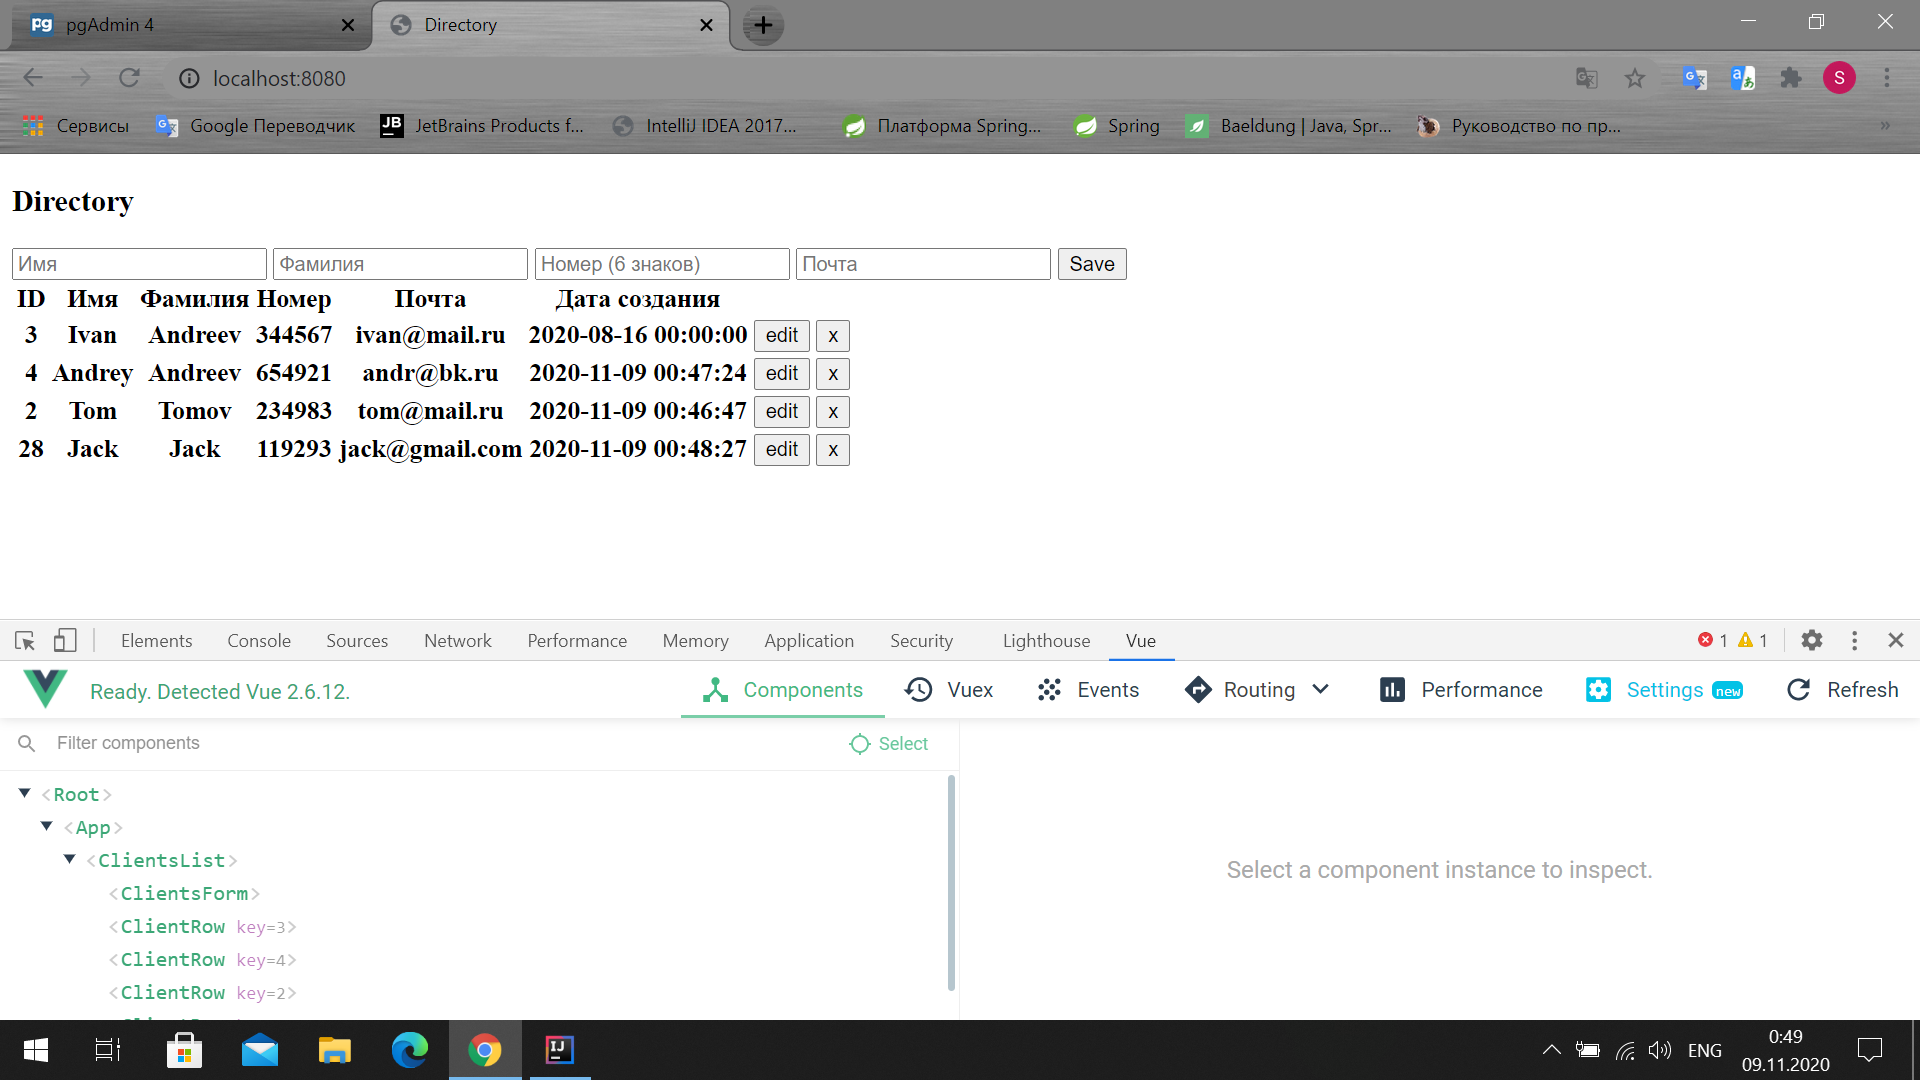 pgAdmin 4
Directory
localhost:8080
S
Сервисы Google Переводчик JetBrains Products f... IntelliJ IDEA 2017... Платформа Spring... Spring Baeldung | Java, Spr... Руководство по пр... »
Directory
Имя Фамилия Номер (6 знаков) Почта Save
ID Имя Фамилия Номер Почта Дата создания
3 Ivan Andreev 344567 ivan@mail.ru 2020-08-16 00:00:00 edit x
4 Andrey Andreev 654921 andr@bk.ru 2020-11-09 00:47:24 edit x
2 Tom Tomov 234983 tom@mail.ru 2020-11-09 00:46:47 edit x
28 Jack Jack 119293 jack@gmail.com 2020-11-09 00:48:27 edit x
Elements Console Sources Network Performance Memory Application Security Lighthouse Vue 1 1
Ready. Detected Vue 2.6.12. Components Vuex Events Routing Performance Settings new Refresh
Filter components Select
<Root>
<App>
<ClientsList>
<ClientsForm>
<ClientRow key=3>
<ClientRow key=4>
<ClientRow key=2>
Select a component instance to inspect.
ENG
0:49
09.11.2020